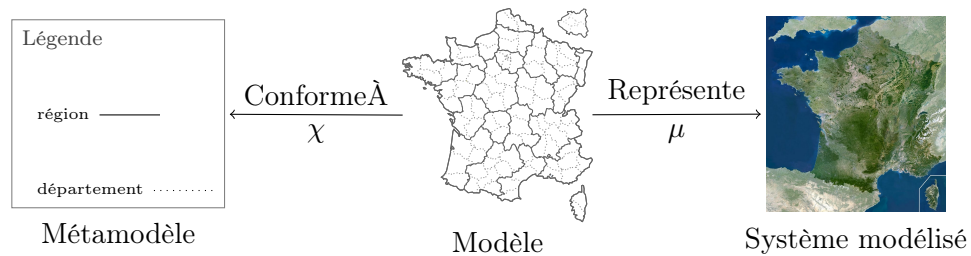 Légende
région
département
Métamodèle
ConformeÀ
χ
Modèle
Représente
μ
Système modélisé